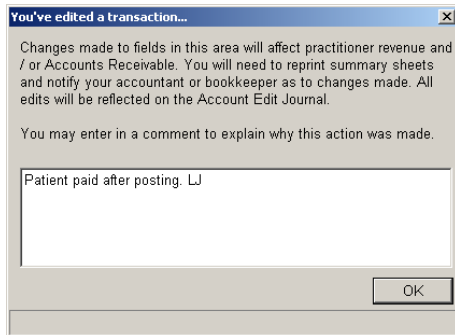 You've edited a transaction...
Changes made to fields in this area will affect practitioner revenue and
/ or Accounts Receivable. You will need to reprint summary sheets
and notify your accountant or bookkeeper as to changes made. All
edits will be reflected on the Account Edit Journal.
You may enter in a comment to explain why this action was made.
Patient paid after posting. LJ
OK